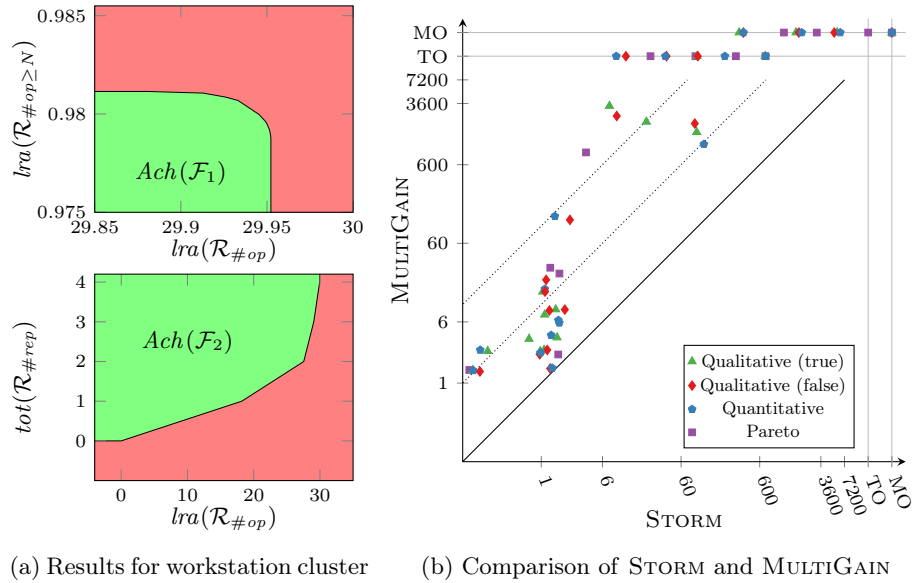 0.985
0.98
0.975
lra(R#op≥N)
Ach(F1)
29.85 29.9 29.95 30
lra(R#op)
4
3
2
1
0
tot(R#rep)
Ach(F2)
0 10 20 30
lra(R#op)
(a) Results for workstation cluster
MO
TO
7200
3600
600
60
6
1
MULTIGAIN
Qualitative (true)
Qualitative (false)
Quantitative
Pareto
1 6 60 600 3600 7200 TO MO
STORM
(b) Comparison of STORM and MULTIGAIN